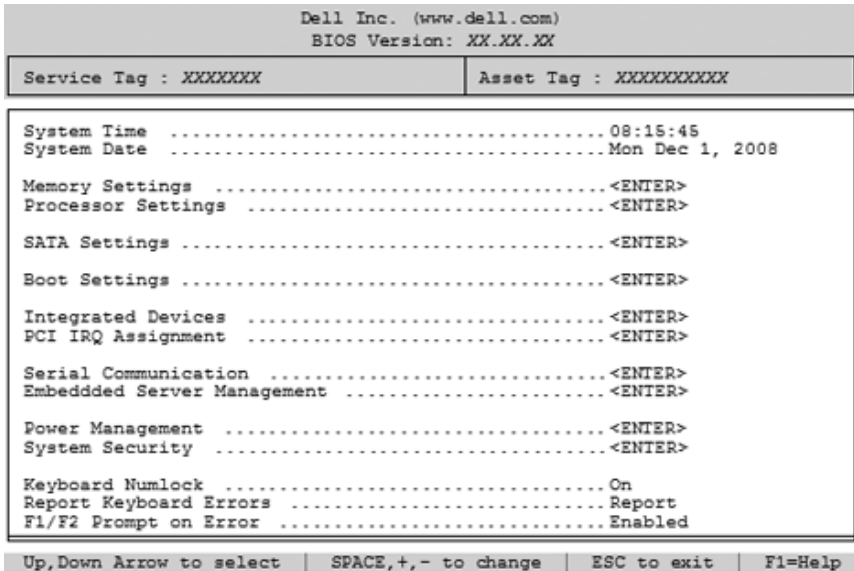 Dell Inc. (www.dell.com)
BIOS Version: XX.XX.XX
Service Tag : XXXXXXX Asset Tag : XXXXXXXXXX
System Time ......................................08:15:45
System Date ......................................Mon Dec 1, 2008
Memory Settings ..................................<ENTER>
Processor Settings ...............................<ENTER>
SATA Settings .....................................<ENTER>
Boot Settings .....................................<ENTER>
Integrated Devices ...............................<ENTER>
PCI IRQ Assignment ...............................<ENTER>
Serial Communication .............................<ENTER>
Embeddded Server Management ......................<ENTER>
Power Management .................................<ENTER>
System Security ..................................<ENTER>
Keyboard Numlock .................................On
Report Keyboard Errors ...........................Report
F1/F2 Prompt on Error ............................Enabled
Up,Down Arrow to select | SPACE,+,- to change | ESC to exit | F1=Help